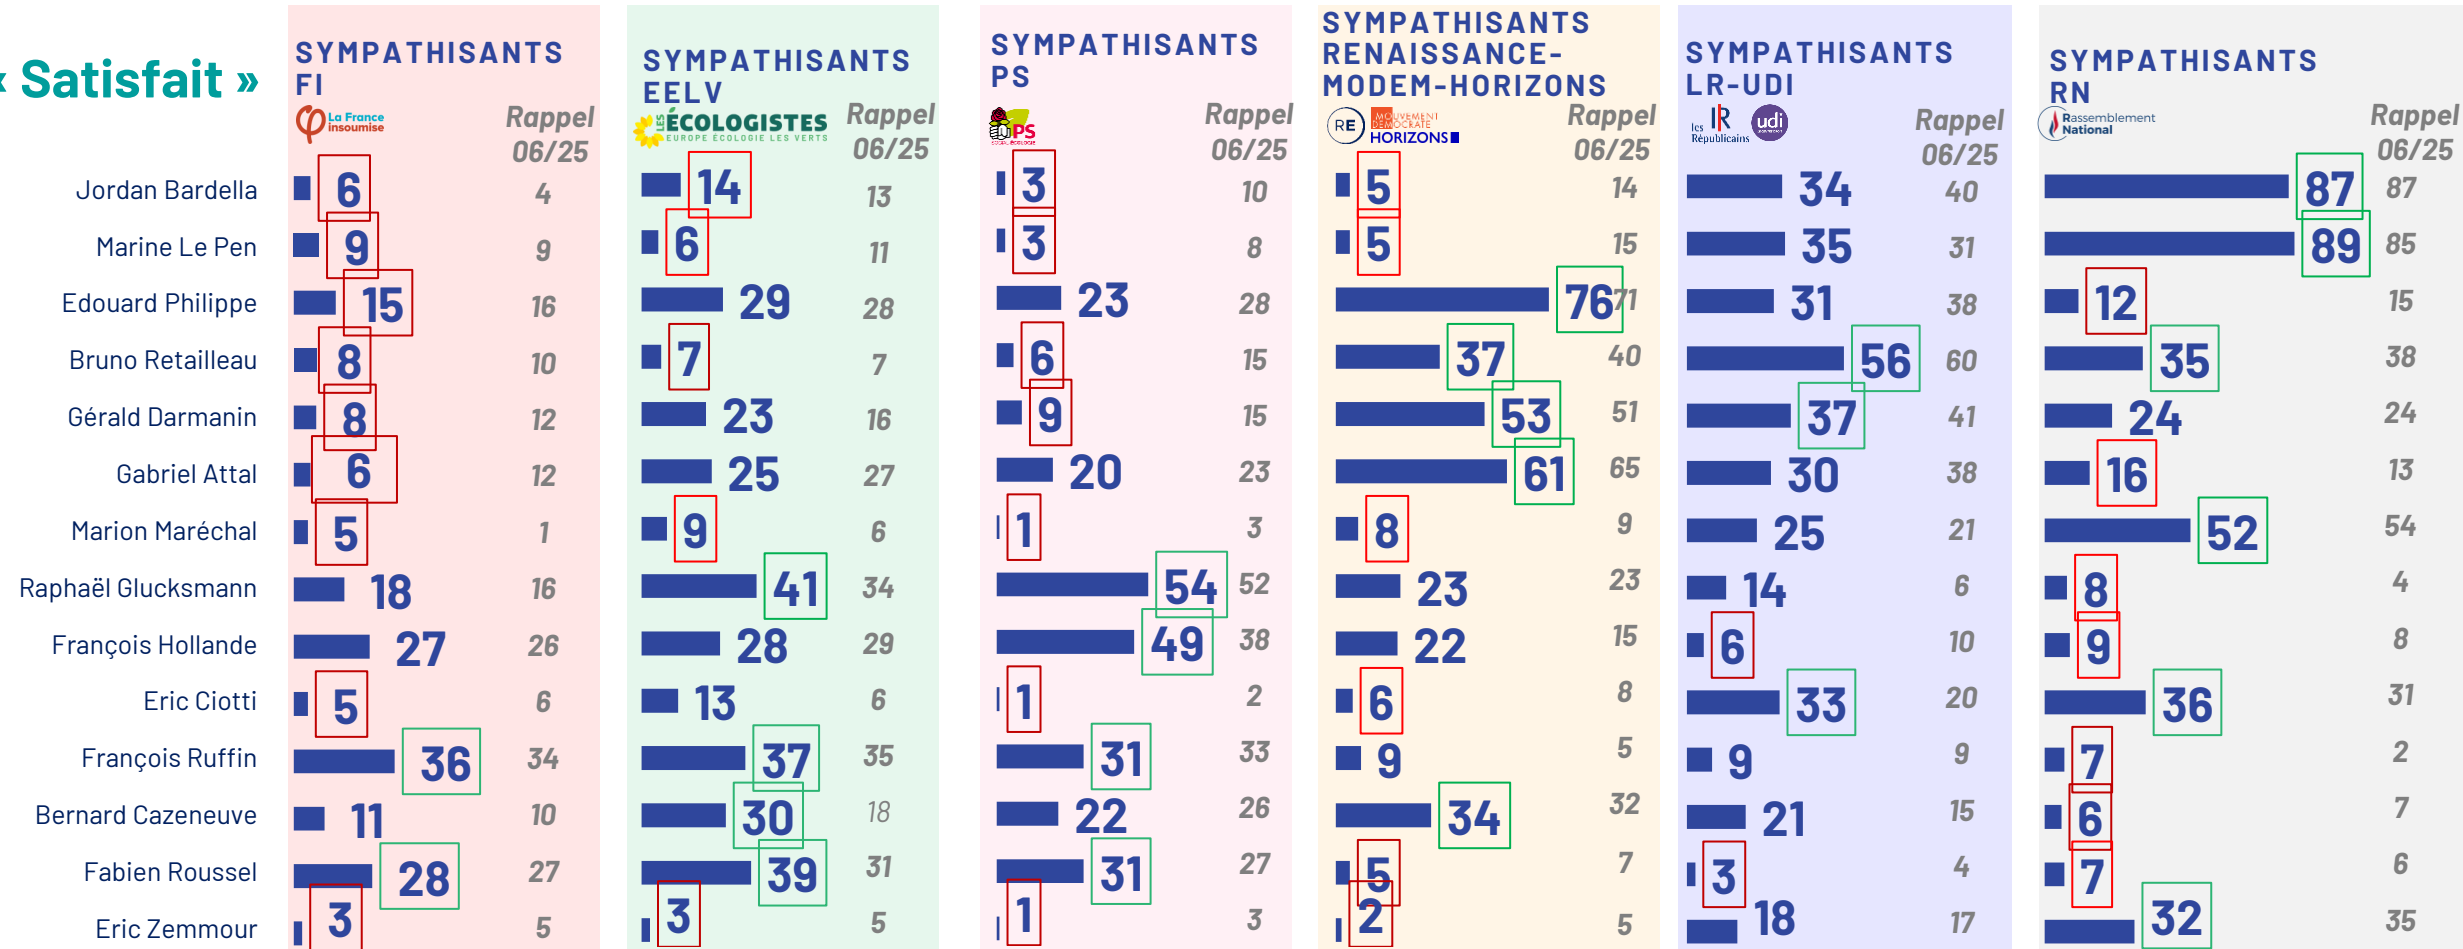 « Satisfait »
SYMPATHISANTS
FI
La France
insoumise
Rappel
06/25
SYMPATHISANTS
EELV
LES ÉCOLOGISTES
EUROPE ÉCOLOGIE LES VERTS
Rappel
06/25
SYMPATHISANTS
PS
PS
Rappel
06/25
SYMPATHISANTS
RENAISSANCE-
MODEM-HORIZONS
RE
MOUVEMENT
DÉMOCRATE
HORIZONS
Rappel
06/25
SYMPATHISANTS
LR-UDI
lR
les
Républicains
udi
Rappel
06/25
SYMPATHISANTS
RN
Rassemblement
National
Rappel
06/25
Jordan Bardella 6 4 14 13 3 10 5 14 34 40 87 87
Marine Le Pen 9 9 6 11 3 8 5 15 35 31 89 85
Edouard Philippe 15 16 29 28 23 28 76 71 31 38 12 15
Bruno Retailleau 8 10 7 7 6 15 37 40 56 60 35 38
Gérald Darmanin 8 12 23 16 9 15 53 51 37 41 24 24
Gabriel Attal 6 12 25 27 20 23 61 65 30 38 16 13
Marion Maréchal 5 1 9 6 1 3 8 9 25 21 52 54
Raphaël Glucksmann 18 16 41 34 54 52 23 23 14 6 8 4
François Hollande 27 26 28 29 49 38 22 15 6 10 9 8
Eric Ciotti 5 6 13 6 1 2 6 8 33 20 36 31
François Ruffin 36 34 37 35 31 33 9 5 9 9 7 2
Bernard Cazeneuve 11 10 30 18 22 26 34 32 21 15 6 7
Fabien Roussel 28 27 39 31 31 27 5 7 3 4 7 6
Eric Zemmour 3 5 3 5 1 3 2 5 18 17 32 35